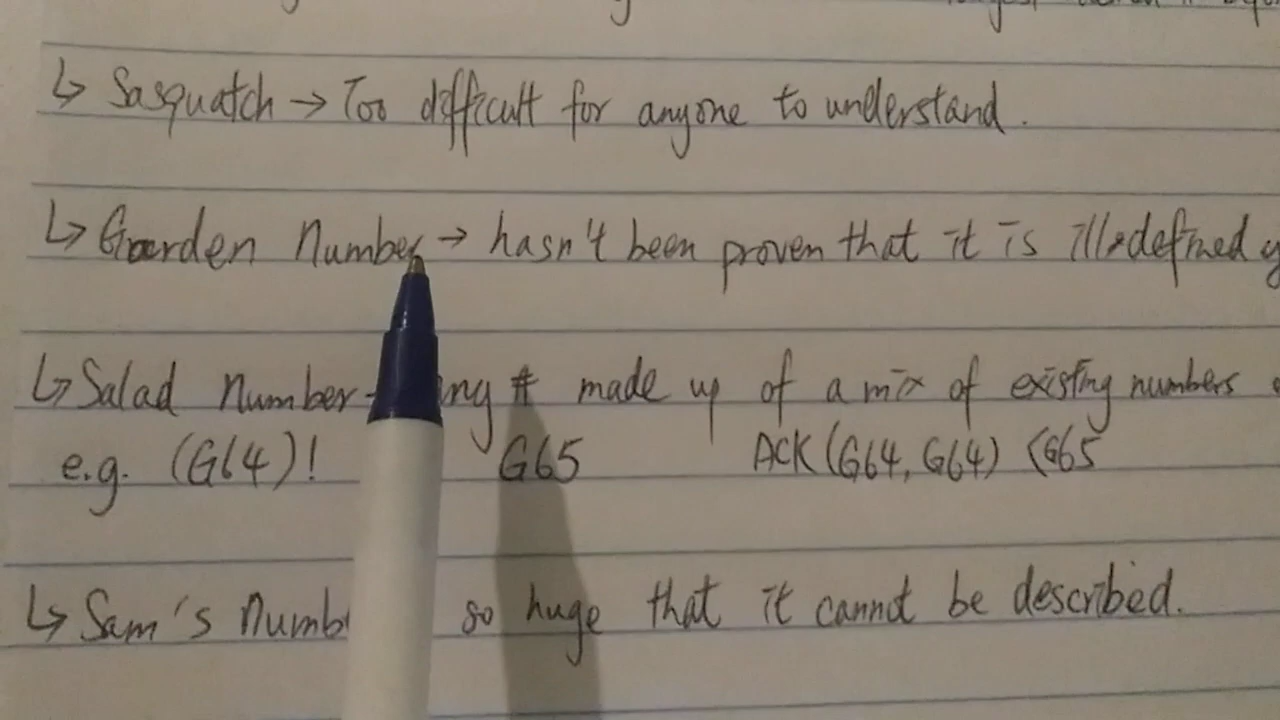 ↳ Sasquatch → Too difficult for anyone to understand.
↳ Garden Number → hasn't been proven that it is ill-defined
↳ Salad Number - # made up of a mix of existing numbers
e.g. (G64)! G65 ACK(G64, G64) < G65
↳ Sam's so huge that it cannot be described.